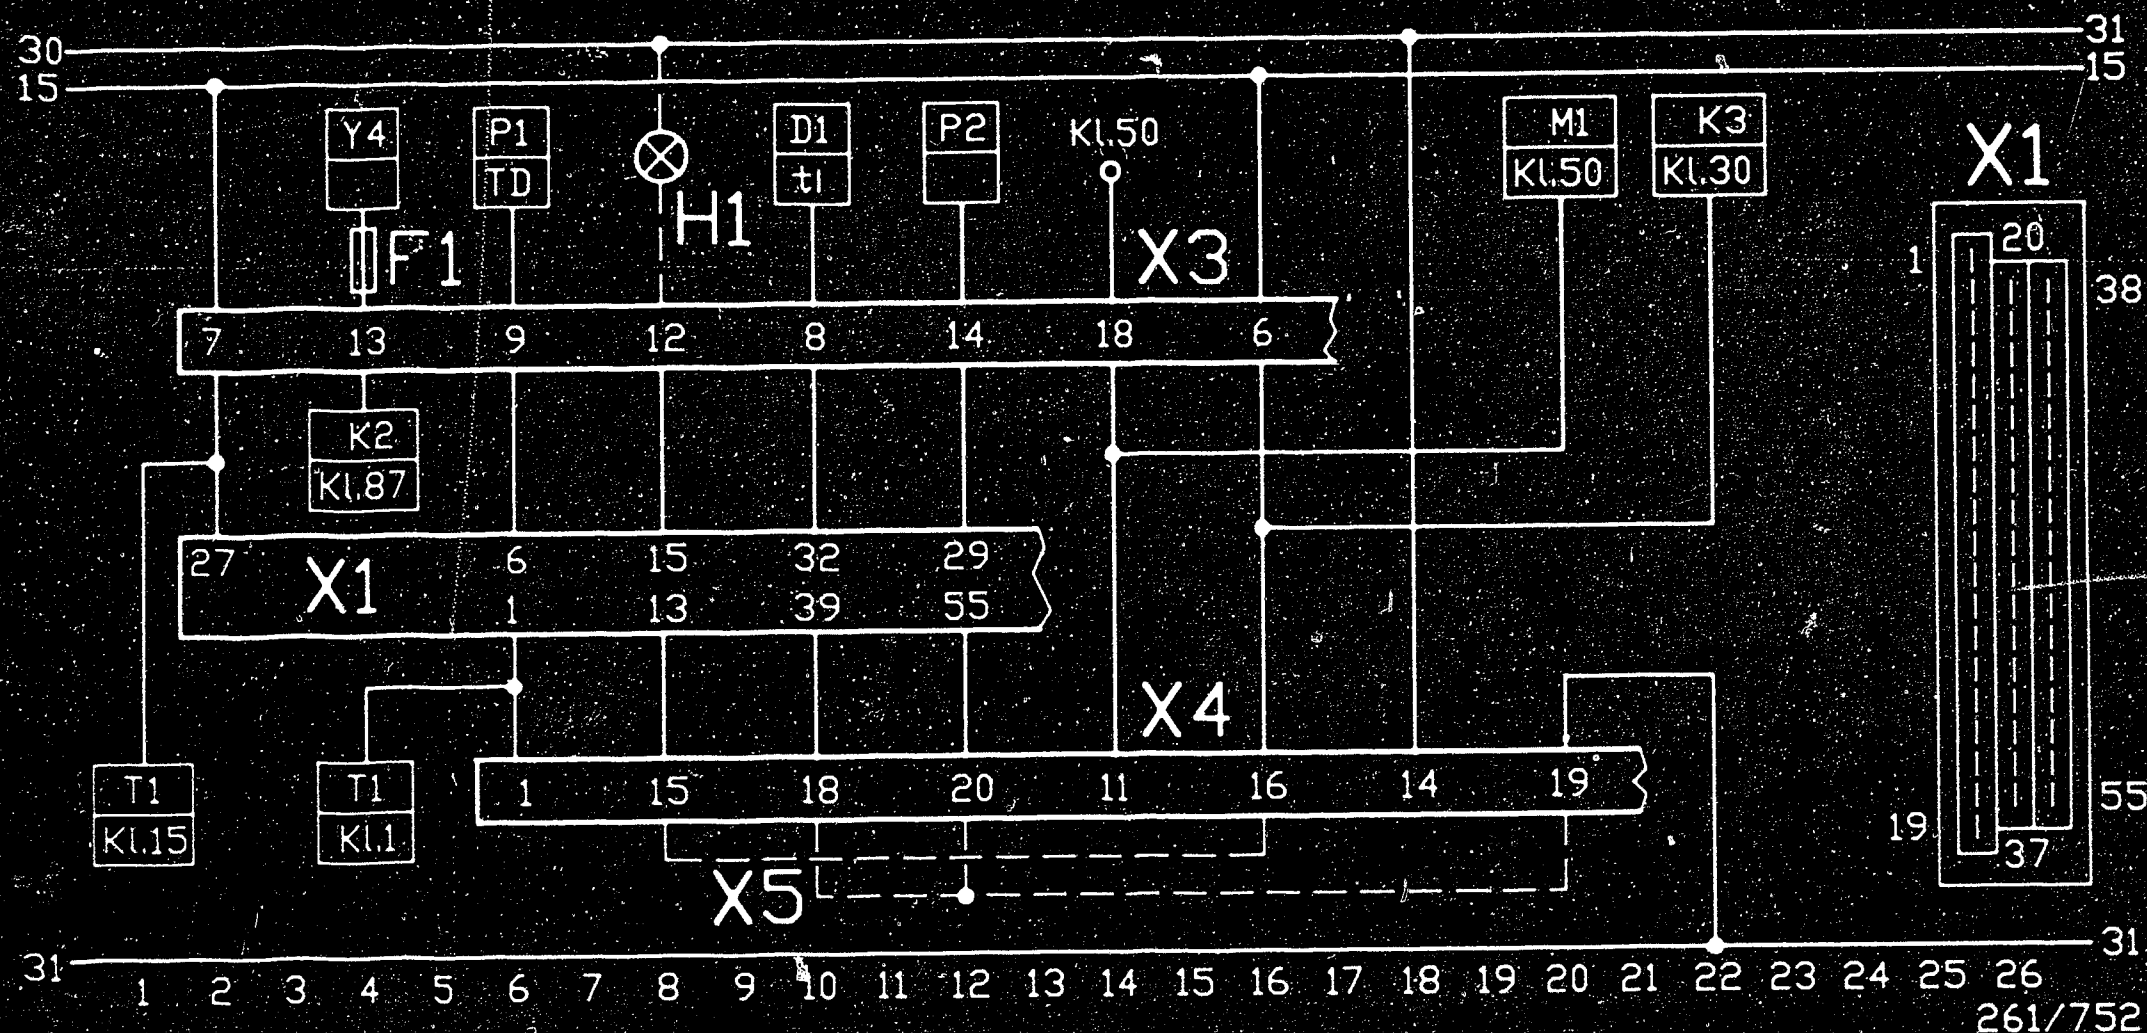 30 31
15 15
Y4 P1 D1 P2 Kl.50 M1 K3
TD ti Kl.50 Kl.30
X1
H1
F1 X3
1 20 38
7 13 9 12 8 14 18 6
K2
Kl.87
27 6 15 32 29
X1
1 13 39 55
X4
T1 T1 1 15 18 20 11 16 14 19
Kl.15 Kl.1
55
19 37
X5
31 31
1 2 3 4 5 6 7 8 9 10 11 12 13 14 15 16 17 18 19 20 21 22 23 24 25 26
261/752